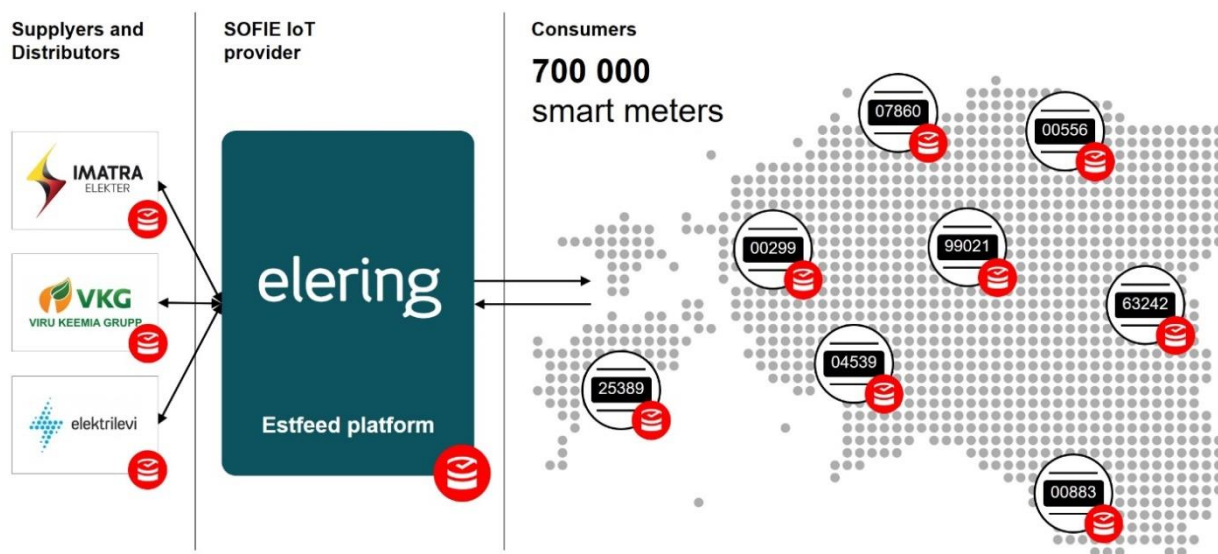 Supplyers and
Distributors
SOFIE IoT
provider
Consumers
700 000
smart meters
IMATRA
ELEKTER
VKG
VIRU KEEMIA GRUPP
elektrilevi
elering
Estfeed platform
07860
00556
00299
99021
63242
04539
25389
00883